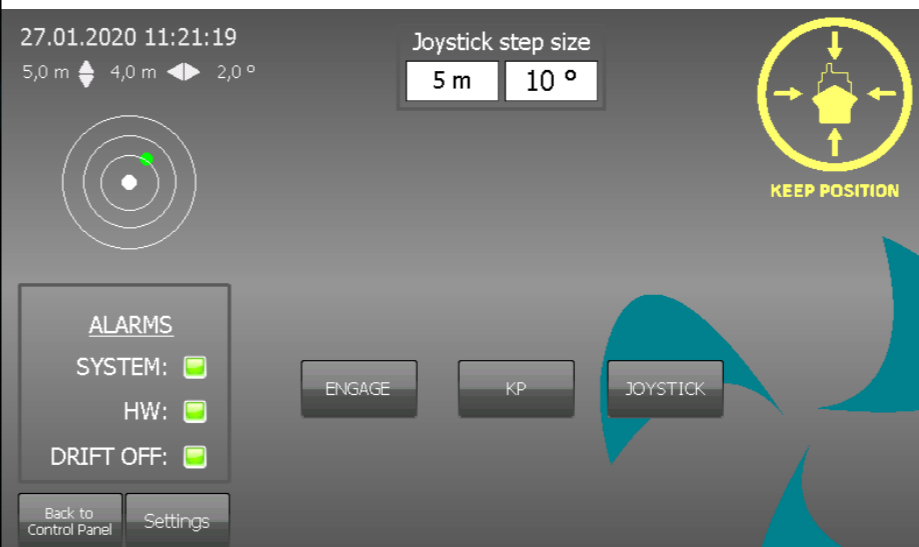 27.01.2020 11:21:19
5,0 m 4,0 m 2,0 °
Joystick step size
5 m 10 °
KEEP POSITION
ALARMS
SYSTEM:
HW:
DRIFT OFF:
ENGAGE
KP
JOYSTICK
Back to
Control Panel
Settings